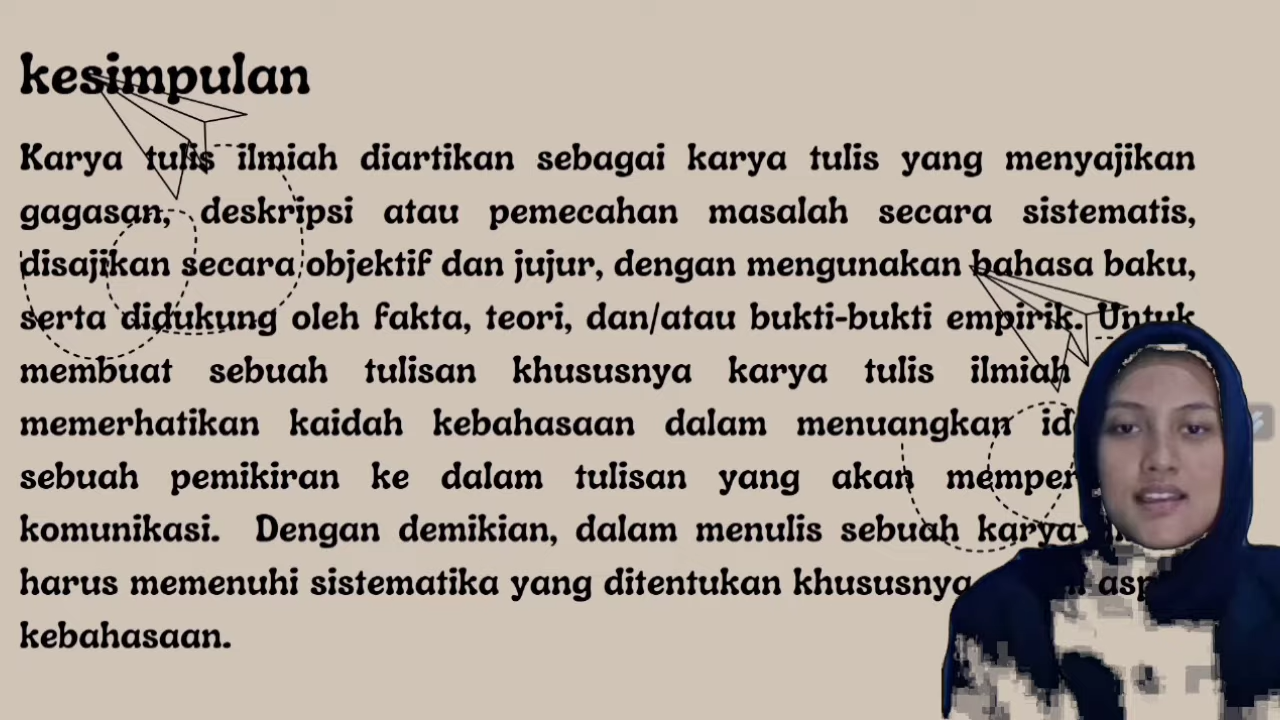 kesimpulan
Karya tulis ilmiah diartikan sebagai karya tulis yang menyajikan
gagasan, deskripsi atau pemecahan masalah secara sistematis,
disajikan secara objektif dan jujur, dengan mengunakan bahasa baku,
serta didukung oleh fakta, teori, dan/atau bukti-bukti empirik. Untuk
membuat sebuah tulisan khususnya karya tulis ilmiah
memerhatikan kaidah kebahasaan dalam menuangkan
sebuah pemikiran ke dalam tulisan yang akan
komunikasi. Dengan demikian, dalam menulis sebuah karya
harus memenuhi sistematika yang ditentukan khususnya
kebahasaan.